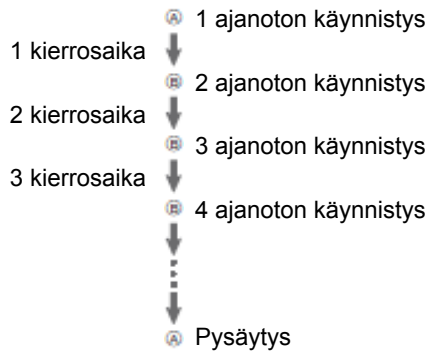 Ⓐ 1 ajanoton käynnistys
1 kierrosaika
Ⓑ 2 ajanoton käynnistys
2 kierrosaika
Ⓑ 3 ajanoton käynnistys
3 kierrosaika
Ⓑ 4 ajanoton käynnistys
Ⓐ Pysäytys